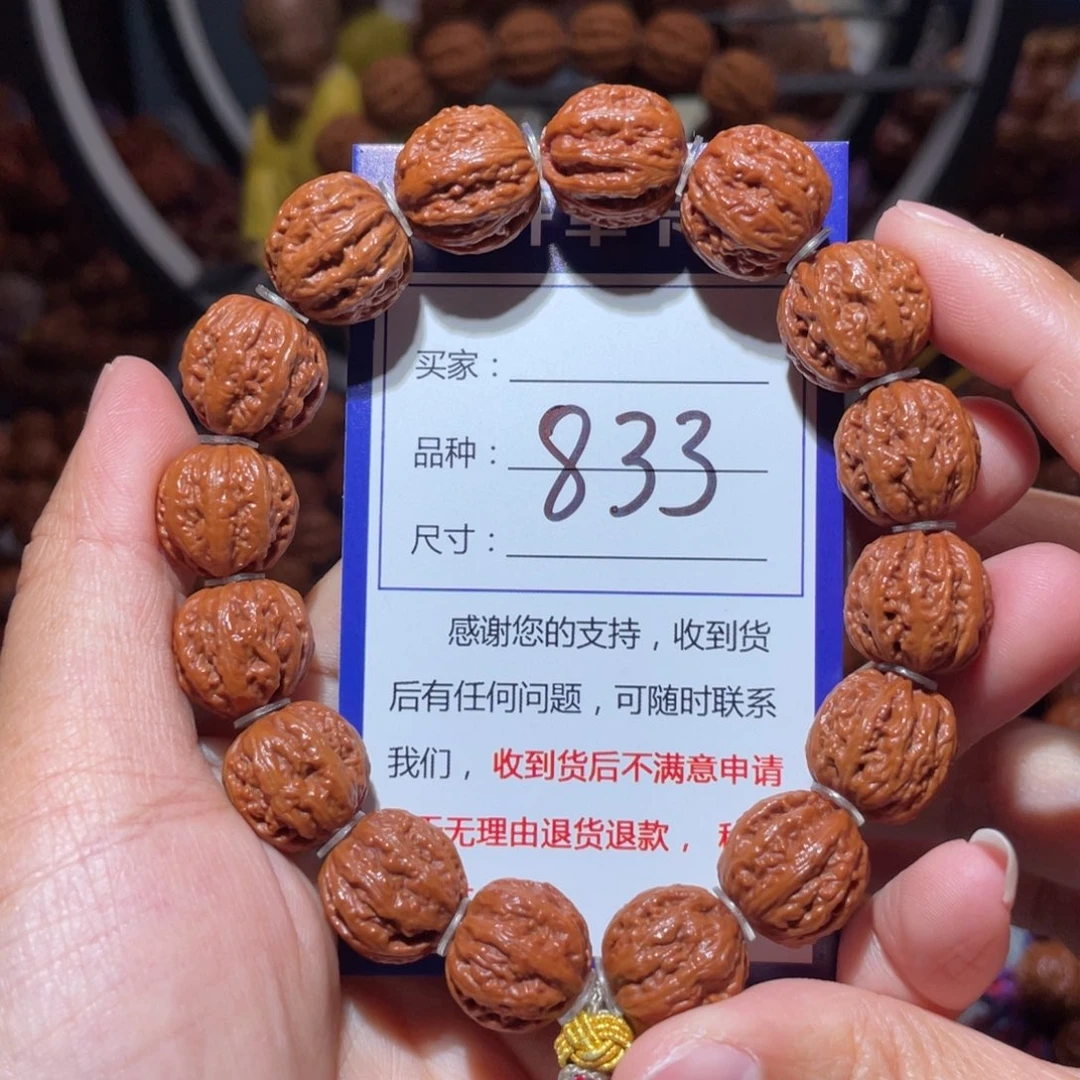 买家：
品种：833
尺寸：
感谢您的支持，收到货
后有任何问题，可随时联系
我们，收到货后不满意申请
无理由退货退款，